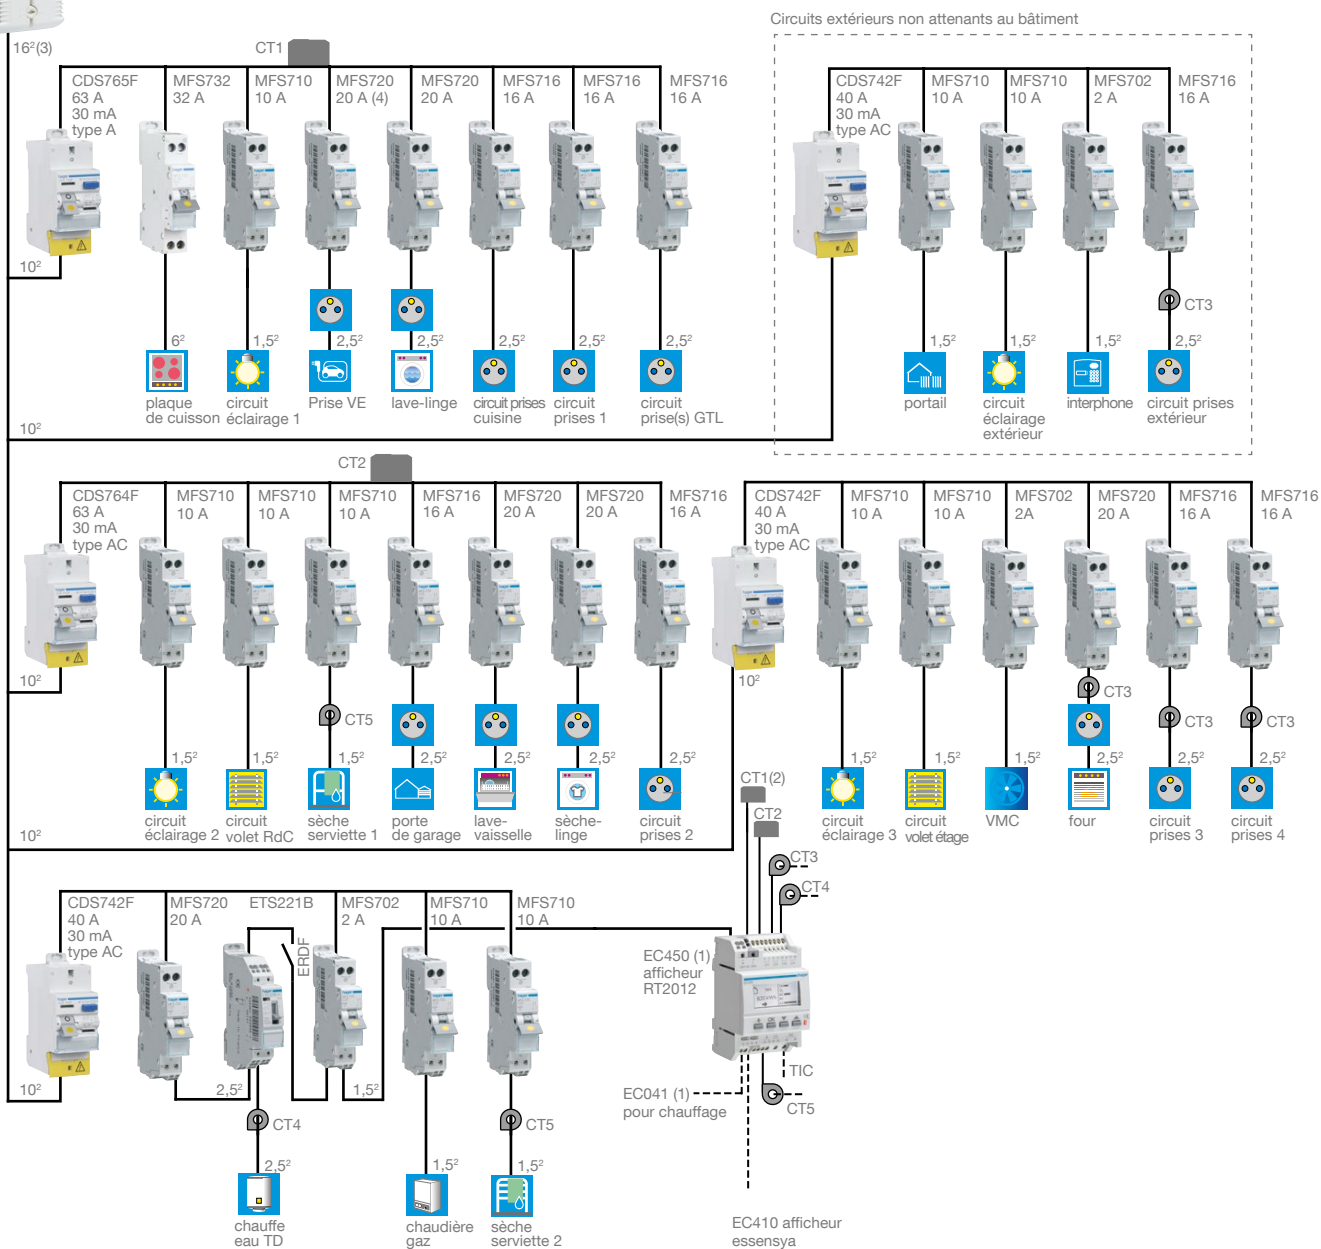 Circuits extérieurs non attenants au bâtiment
16²(3)
CT1
CDS765F
63 A
30 mA
type A
MFS732
32 A
MFS710
10 A
MFS720
20 A (4)
MFS720
20 A
MFS716
16 A
MFS716
16 A
MFS716
16 A
CDS742F
40 A
30 mA
type AC
MFS710
10 A
MFS710
10 A
MFS702
2 A
MFS716
16 A
10²
CT3
6²
1,5²
2,5²
2,5²
2,5²
2,5²
2,5²
1,5²
1,5²
1,5²
2,5²
plaque
de cuisson
circuit
éclairage 1
Prise VE
lave-linge
circuit prises
cuisine
circuit
prises 1
circuit
prise(s) GTL
portail
circuit
éclairage
extérieur
interphone
circuit prises
extérieur
10²
CT2
CDS764F
63 A
30 mA
type AC
MFS710
10 A
MFS710
10 A
MFS710
10 A
MFS716
16 A
MFS720
20 A
MFS720
20 A
MFS716
16 A
CDS742F
40 A
30 mA
type AC
MFS710
10 A
MFS710
10 A
MFS702
2A
MFS720
20 A
MFS716
16 A
MFS716
16 A
10²
10²
CT5
CT3
CT3
CT3
1,5²
1,5²
1,5²
2,5²
2,5²
2,5²
2,5²
1,5²
1,5²
1,5²
2,5²
2,5²
2,5²
circuit
éclairage 2
circuit
volet RdC
sèche
serviette 1
porte
de garage
lave-
vaisselle
sèche-
linge
circuit
prises 2
circuit
éclairage 3
circuit
volet étage
VMC
four
circuit
prises 3
circuit
prises 4
10²
CT1(2)
CT2
CT3
CT4
CDS742F
40 A
30 mA
type AC
MFS720
20 A
ETS221B
ERDF
MFS702
2 A
MFS710
10 A
MFS710
10 A
EC450 (1)
afficheur
RT2012
10²
2,5²
1,5²
CT4
CT5
TIC
CT5
EC041 (1)
pour chauffage
2,5²
1,5²
1,5²
chauffe
eau TD
chaudière
gaz
sèche
serviette 2
EC410 afficheur
essensya